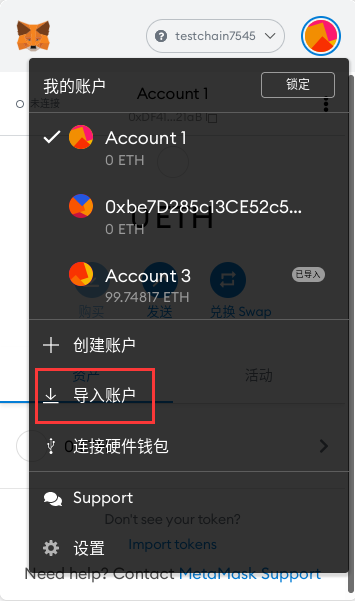 testchain7545
我的账户
锁定
未连接
Account 1
Account 1
0 ETH
0xbe7D285c13CE52c5...
0 ETH
0 ETH
Account 3
99.74817 ETH
已导入
购买
发送
兑换 Swap
创建账户
资产
活动
导入账户
连接硬件钱包
Support
Don't see your token?
设置
Import tokens
Need help? Contact MetaMask Support